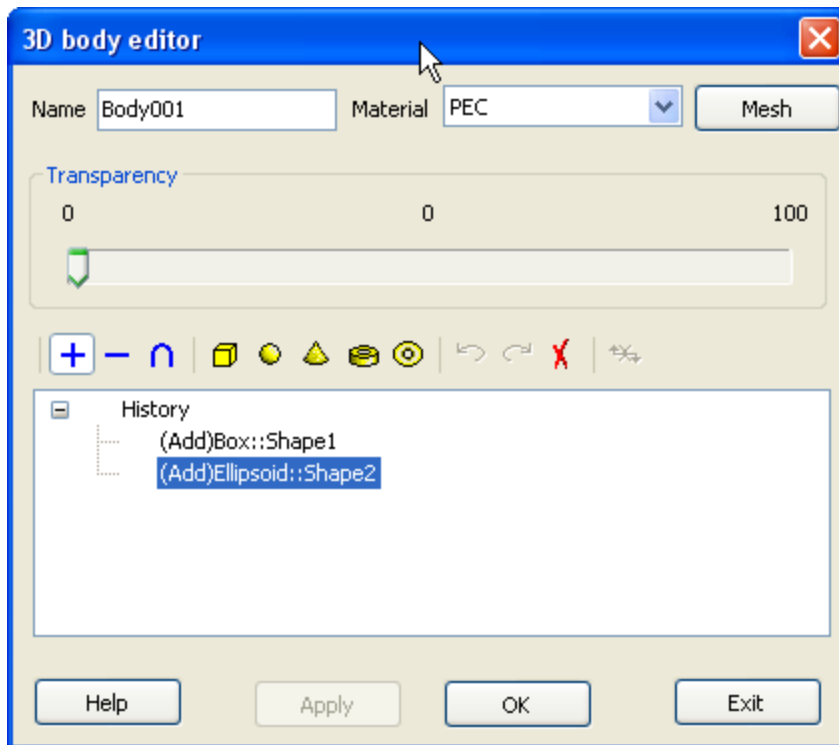 3D body editor
Name Body001 Material PEC Mesh
Transparency
0 0 100
History
(Add)Box::Shape1
(Add)Ellipsoid::Shape2
Help Apply OK Exit